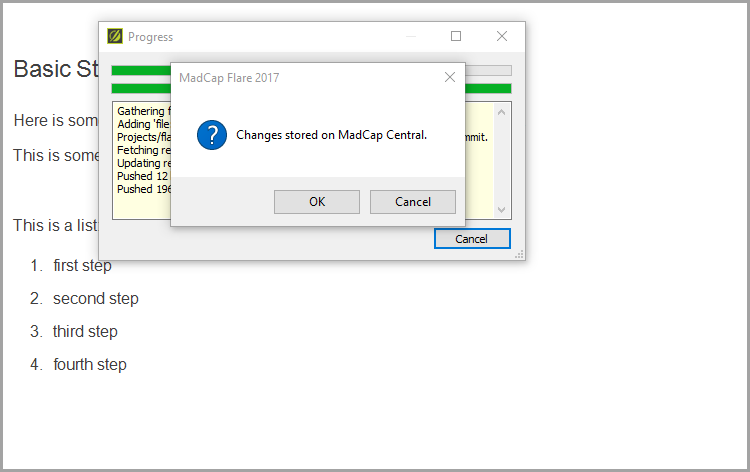 Progress
Basic St
MadCap Flare 2017
Here is som
Gathering f
Adding 'file
Projects/fla
mmit.
Changes stored on MadCap Central.
This is some
Fetching re
Updating re
Pushed 12
Pushed 196
OK
Cancel
This is a list
Cancel
1. first step
2. second step
3. third step
4. fourth step